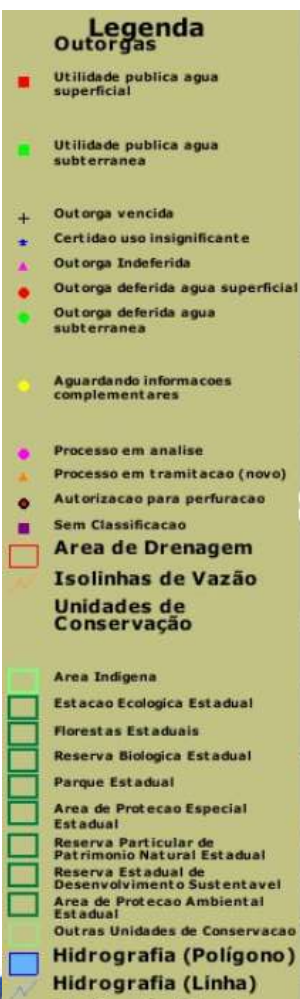 Legenda
Outorgas
Utilidade publica agua
superficial
Utilidade publica agua
subterranea
Outorga vencida
Certidao uso insignificante
Outorga Indeferida
Outorga deferida agua superficial
Outorga deferida agua
subterranea
Aguardando informacoes
complementares
Processo em analise
Processo em tramitacao (novo)
Autorizacao para perfuracao
Sem Classificacao
Area de Drenagem
Isolinhas de Vazão
Unidades de
Conservação
Area Indigena
Estacao Ecologica Estadual
Florestas Estaduais
Reserva Biologica Estadual
Parque Estadual
Area de Protecao Especial
Estadual
Reserva Particular de
Patrimonio Natural Estadual
Reserva Estadual de
Desenvolvimento Sustentavel
Area de Protecao Ambiental
Estadual
Outras Unidades de Conservacao
Hidrografia (Polígono)
Hidrografia (Linha)